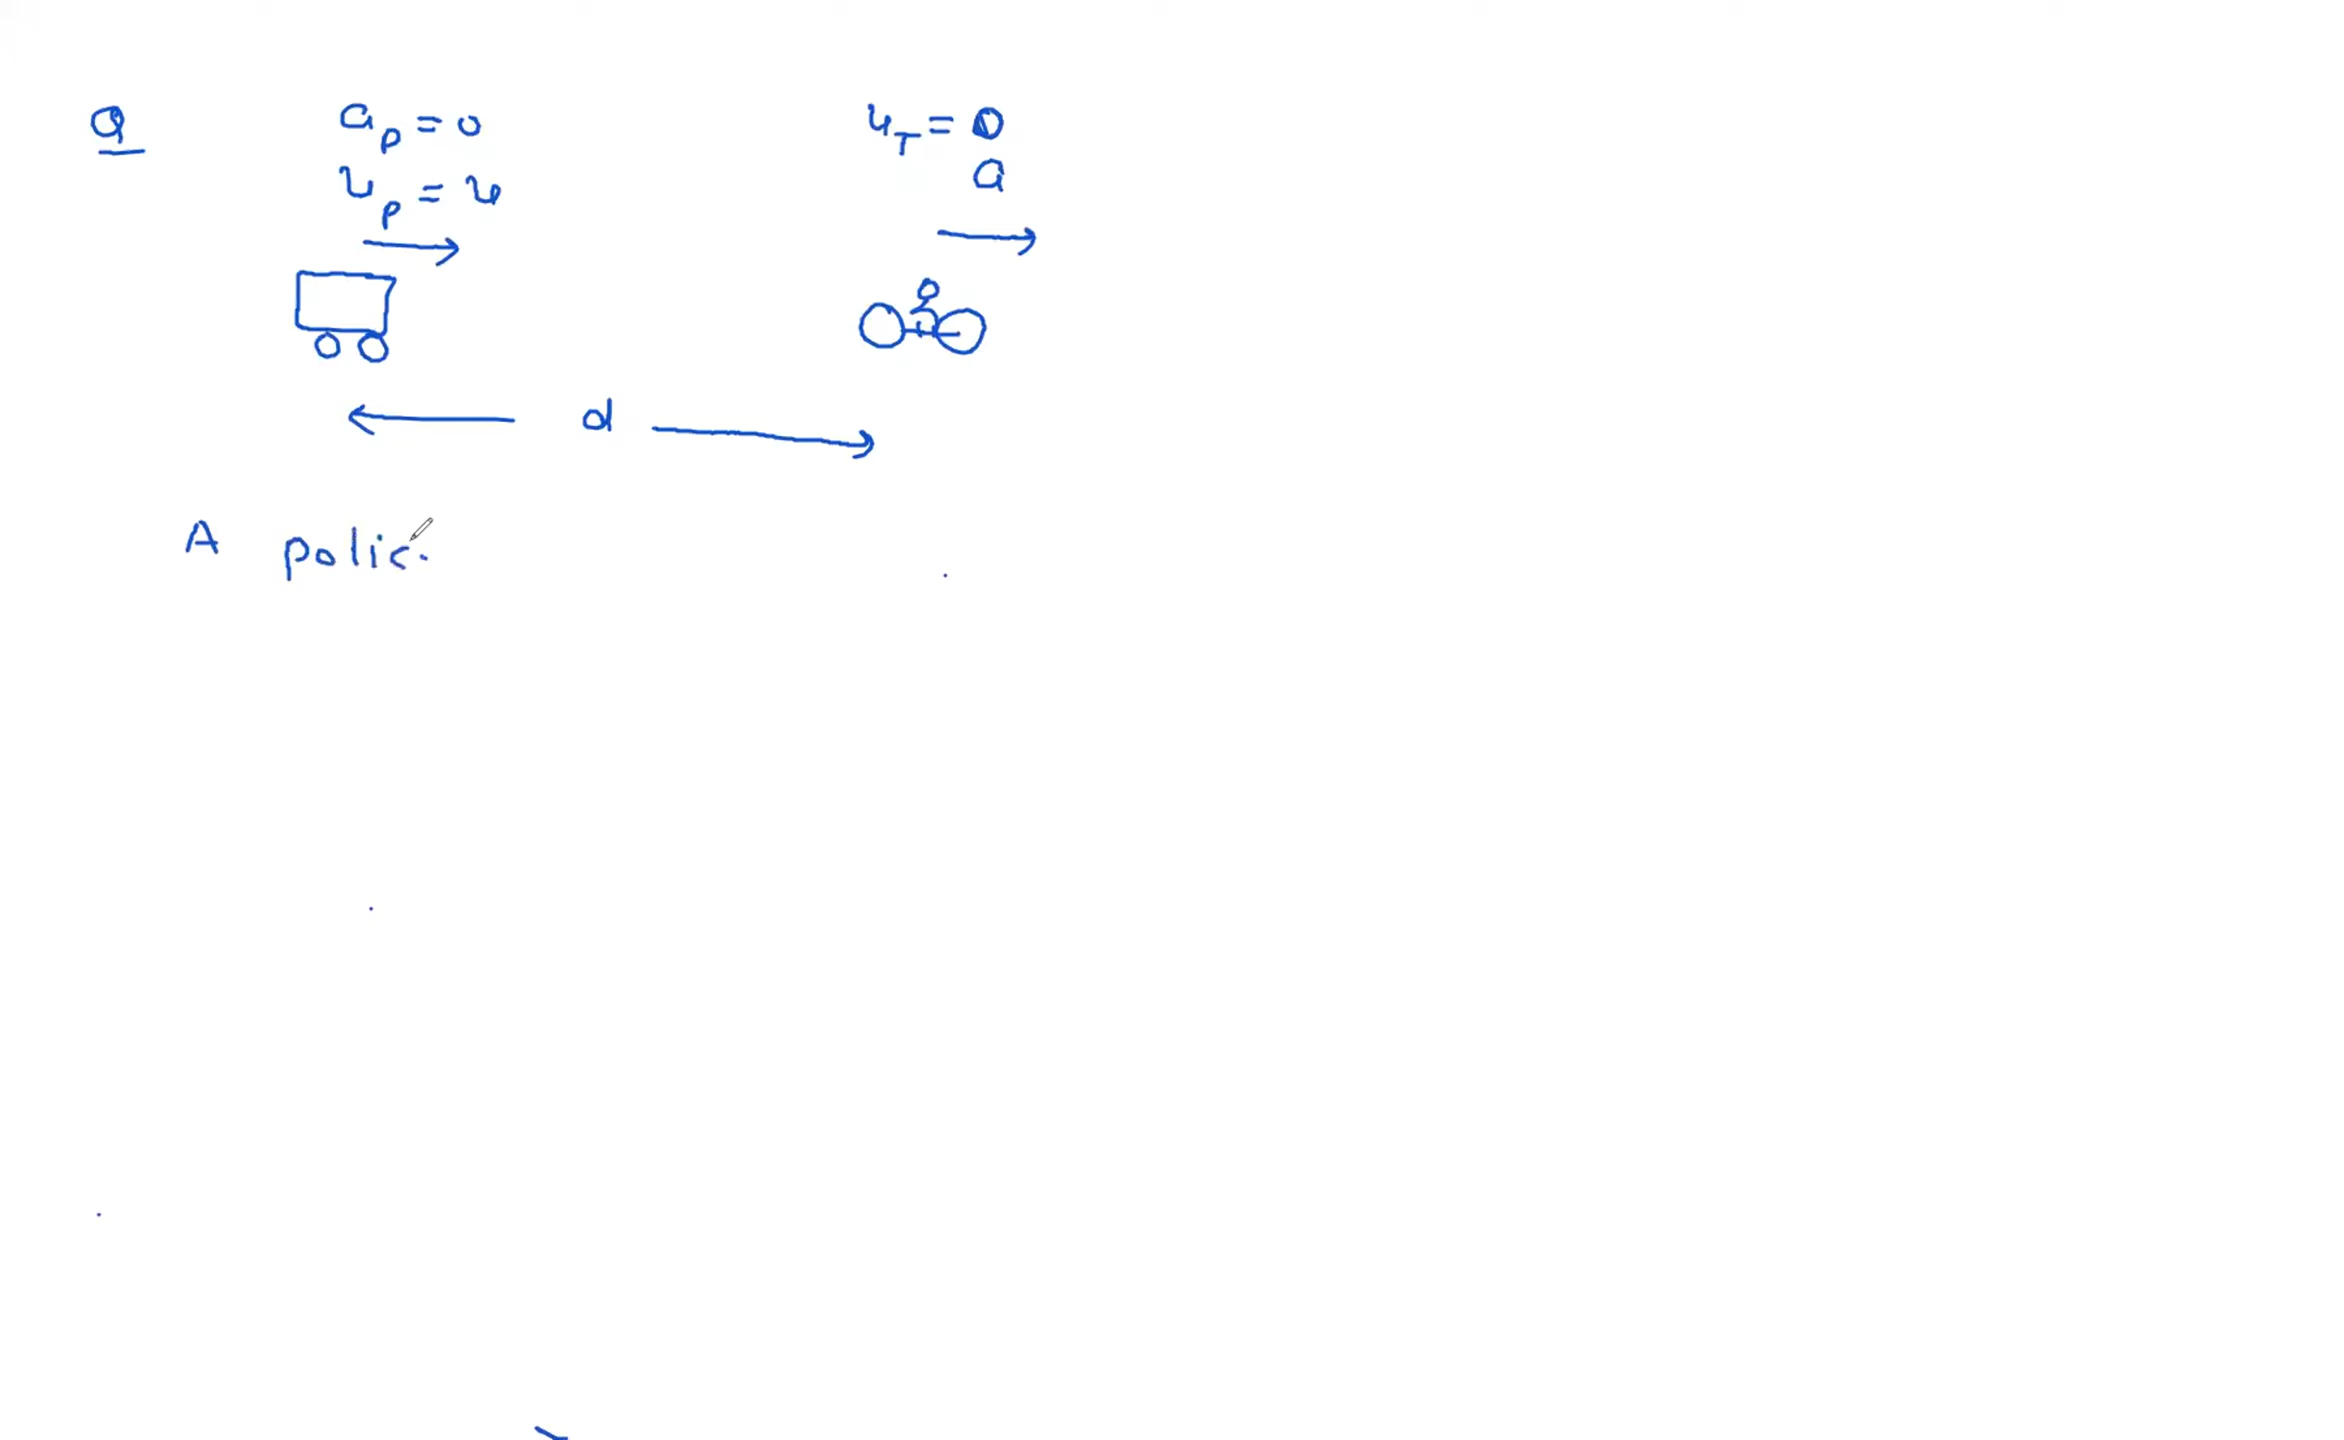 Q
a_p = 0
u_T = 0
v_p = v
a
d
A polic